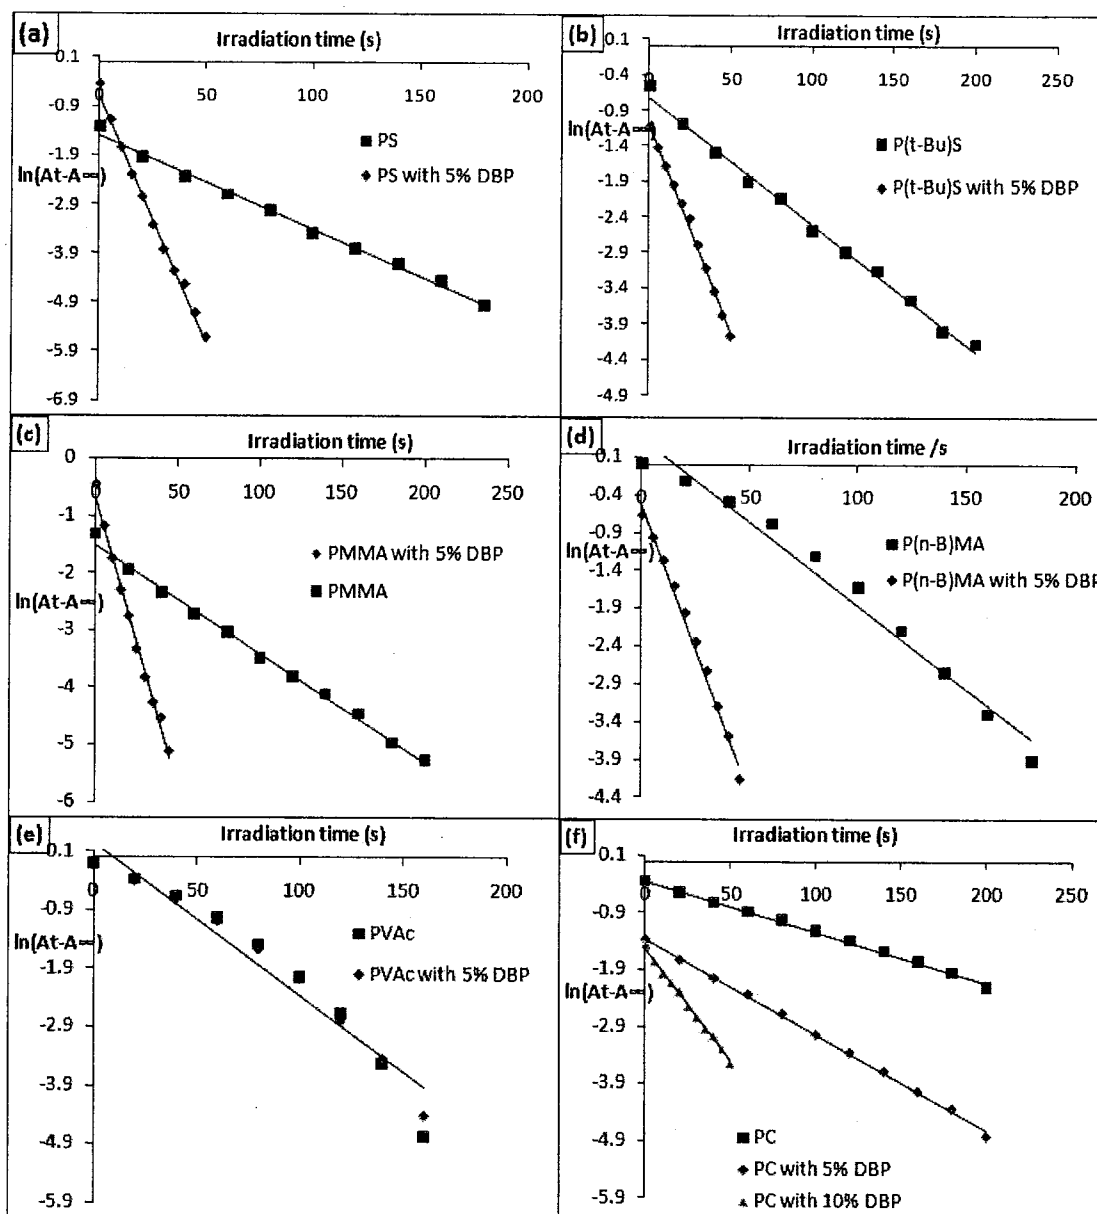 (a)
Irradiation time (s)
0.1
0 50 100 150 200
-0.9
-1.9
ln(At-A∞)
-2.9
-3.9
-4.9
-5.9
-6.9
PS
PS with 5% DBP
(b)
Irradiation time (s)
0.1
-0.4
0 50 100 150 200 250
-0.9
ln(At-A∞)
-1.4
-1.9
-2.4
-2.9
-3.4
-3.9
-4.4
-4.9
P(t-Bu)S
P(t-Bu)S with 5% DBP
(c)
Irradiation time (s)
0
0 50 100 150 200 250
-1
-2
ln(At-A∞)
-3
-4
-5
-6
PMMA with 5% DBP
PMMA
(d)
Irradiation time /s
0.1
0 50 100 150 200
-0.4
-0.9
ln(At-A∞)
-1.4
-1.9
-2.4
-2.9
-3.4
-3.9
-4.4
P(n-B)MA
P(n-B)MA with 5% DBP
(e)
Irradiation time (s)
0.1
0 50 100 150 200
-0.9
ln(At-A∞)
-1.9
-2.9
-3.9
-4.9
-5.9
PVAc
PVAc with 5% DBP
(f)
Irradiation time (s)
0.1
0 50 100 150 200 250
-0.9
-1.9
ln(At-A∞)
-2.9
-3.9
-4.9
-5.9
PC
PC with 5% DBP
PC with 10% DBP